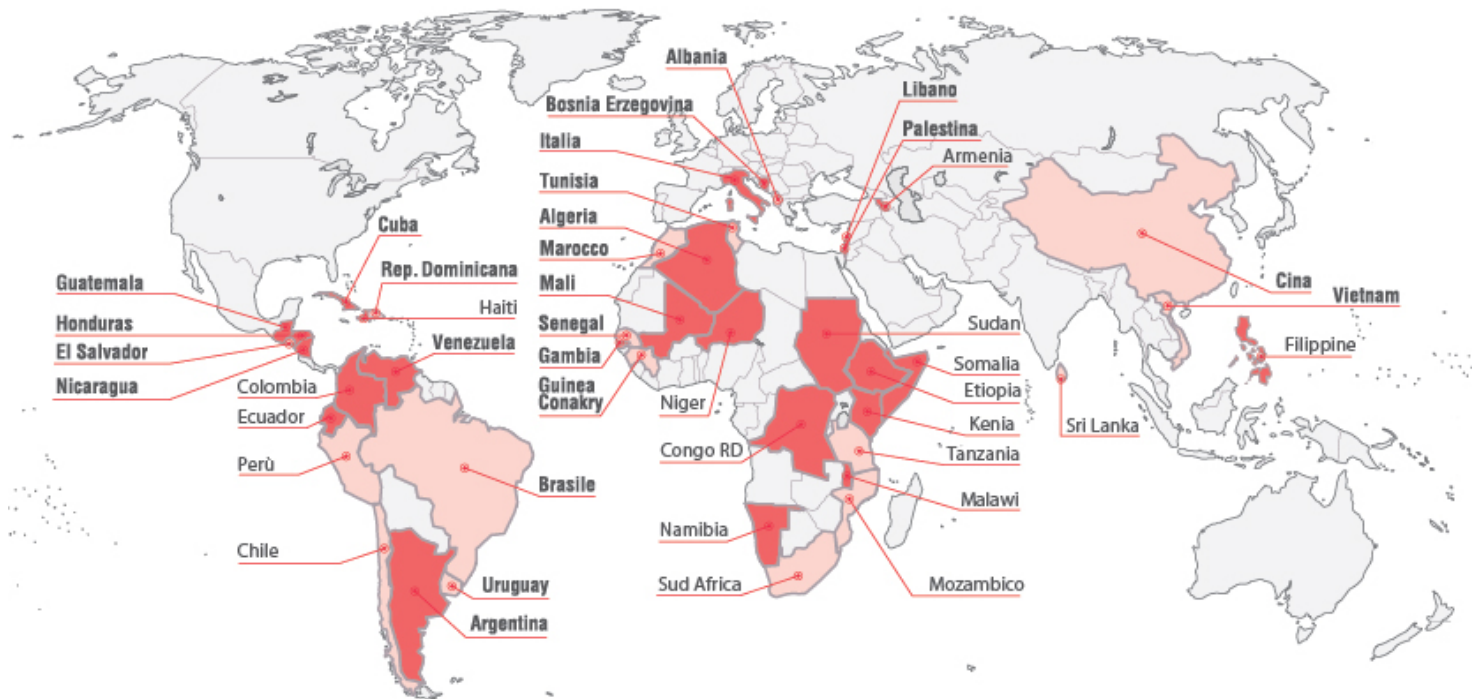 Albania
Bosnia Erzegovina
Italia
Tunisia
Algeria
Marocco
Mali
Senegal
Gambia
Guinea
Conakry
Niger
Libano
Palestina
Armenia
Cuba
Rep. Dominicana
Haiti
Guatemala
Honduras
El Salvador
Nicaragua
Venezuela
Colombia
Ecuador
Perù
Brasile
Chile
Uruguay
Argentina
Sudan
Somalia
Etiopia
Kenia
Congo RD
Tanzania
Malawi
Namibia
Mozambico
Sud Africa
Cina
Vietnam
Filippine
Sri Lanka